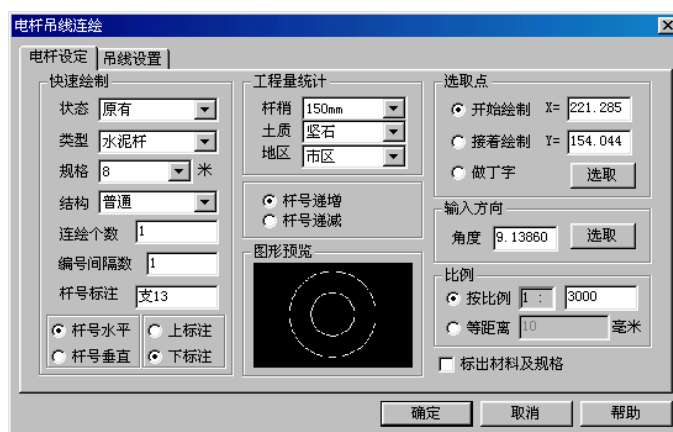 电杆吊线连绘
电杆设定 吊线设置
快速绘制
状态 原有
类型 水泥杆
规格 8 米
结构 普通
连绘个数 1
编号间隔数 1
杆号标注 支13
杆号水平 上标注
杆号垂直 下标注
工程量统计
杆梢 150mm
土质 坚石
地区 市区
杆号递增
杆号递减
图形预览
选取点
开始绘制 X= 221.285
接着绘制 Y= 154.044
做丁字 选取
输入方向
角度 9.13860 选取
比例
按比例 1 : 3000
等距离 10 毫米
标出材料及规格
确定 取消 帮助